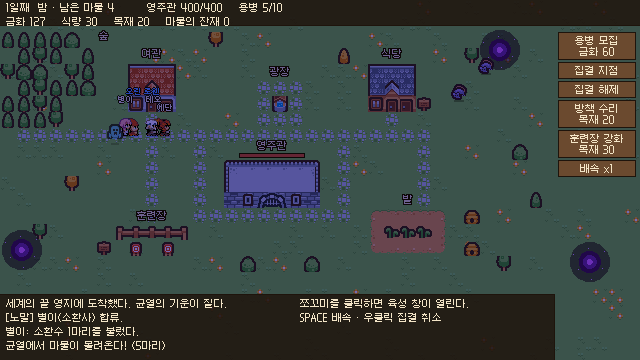 1일째 밤 · 남은 마물 4 영주관 400/400 용병 5/10
금화 127 식량 30 목재 20 마물의 잔재 0
숲
여관
식당
광장
별이 테오
에단
영주관
훈련장
밭
용병 모집
금화 60
집결 지점
집결 해제
방책 수리
목재 20
훈련장 강화
목재 30
배속 x1
세계의 끝 영지에 도착했다. 균열의 기운이 짙다.
[노말] 별이(소환사) 합류.
별이: 소환수 1마리를 불렀다.
균열에서 마물이 몰려온다! (5마리)
쪼꼬미를 클릭하면 육성 창이 열린다.
SPACE 배속 · 우클릭 집결 취소